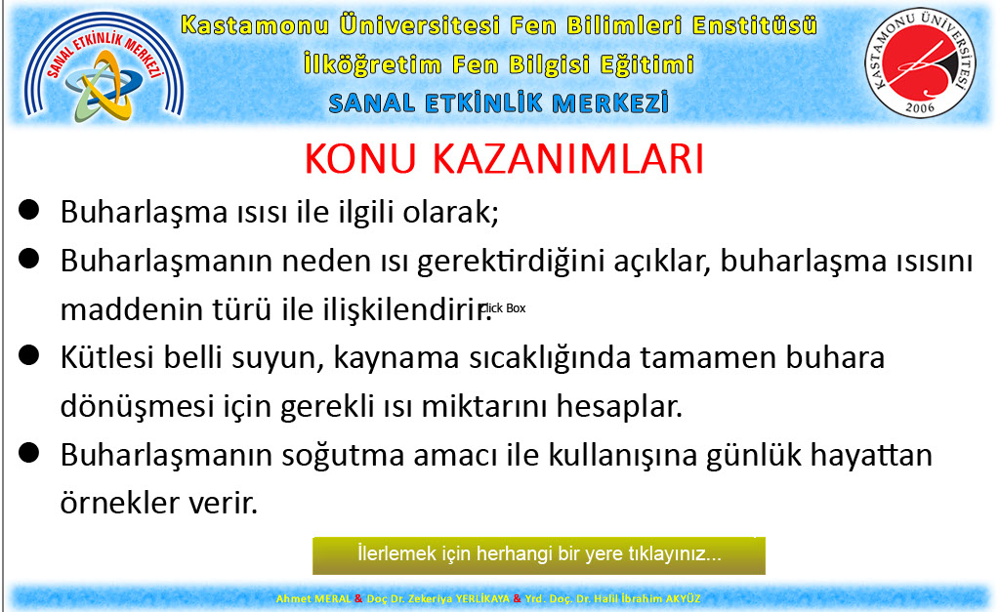 Kastamonu Üniversitesi Fen Bilimleri Enstitüsü
İlköğretim Fen Bilgisi Eğitimi
SANAL ETKİNLİK MERKEZİ
SANAL ETKİNLİK MERKEZİ
KASTAMONU ÜNİVERSİTESİ
2006
KONU KAZANIMLARI
● Buharlaşma ısısı ile ilgili olarak;
● Buharlaşmanın neden ısı gerektirdiğini açıklar, buharlaşma ısısını
maddenin türü ile ilişkilendirir.
Click Box
● Kütlesi belli suyun, kaynama sıcaklığında tamamen buhara
dönüşmesi için gerekli ısı miktarını hesaplar.
● Buharlaşmanın soğutma amacı ile kullanışına günlük hayattan
örnekler verir.
İlerlemek için herhangi bir yere tıklayınız...
Ahmet MERAL & Doç Dr. Zekeriya YERLİKAYA & Yrd. Doç. Dr. Halil İbrahim AKYÜZ